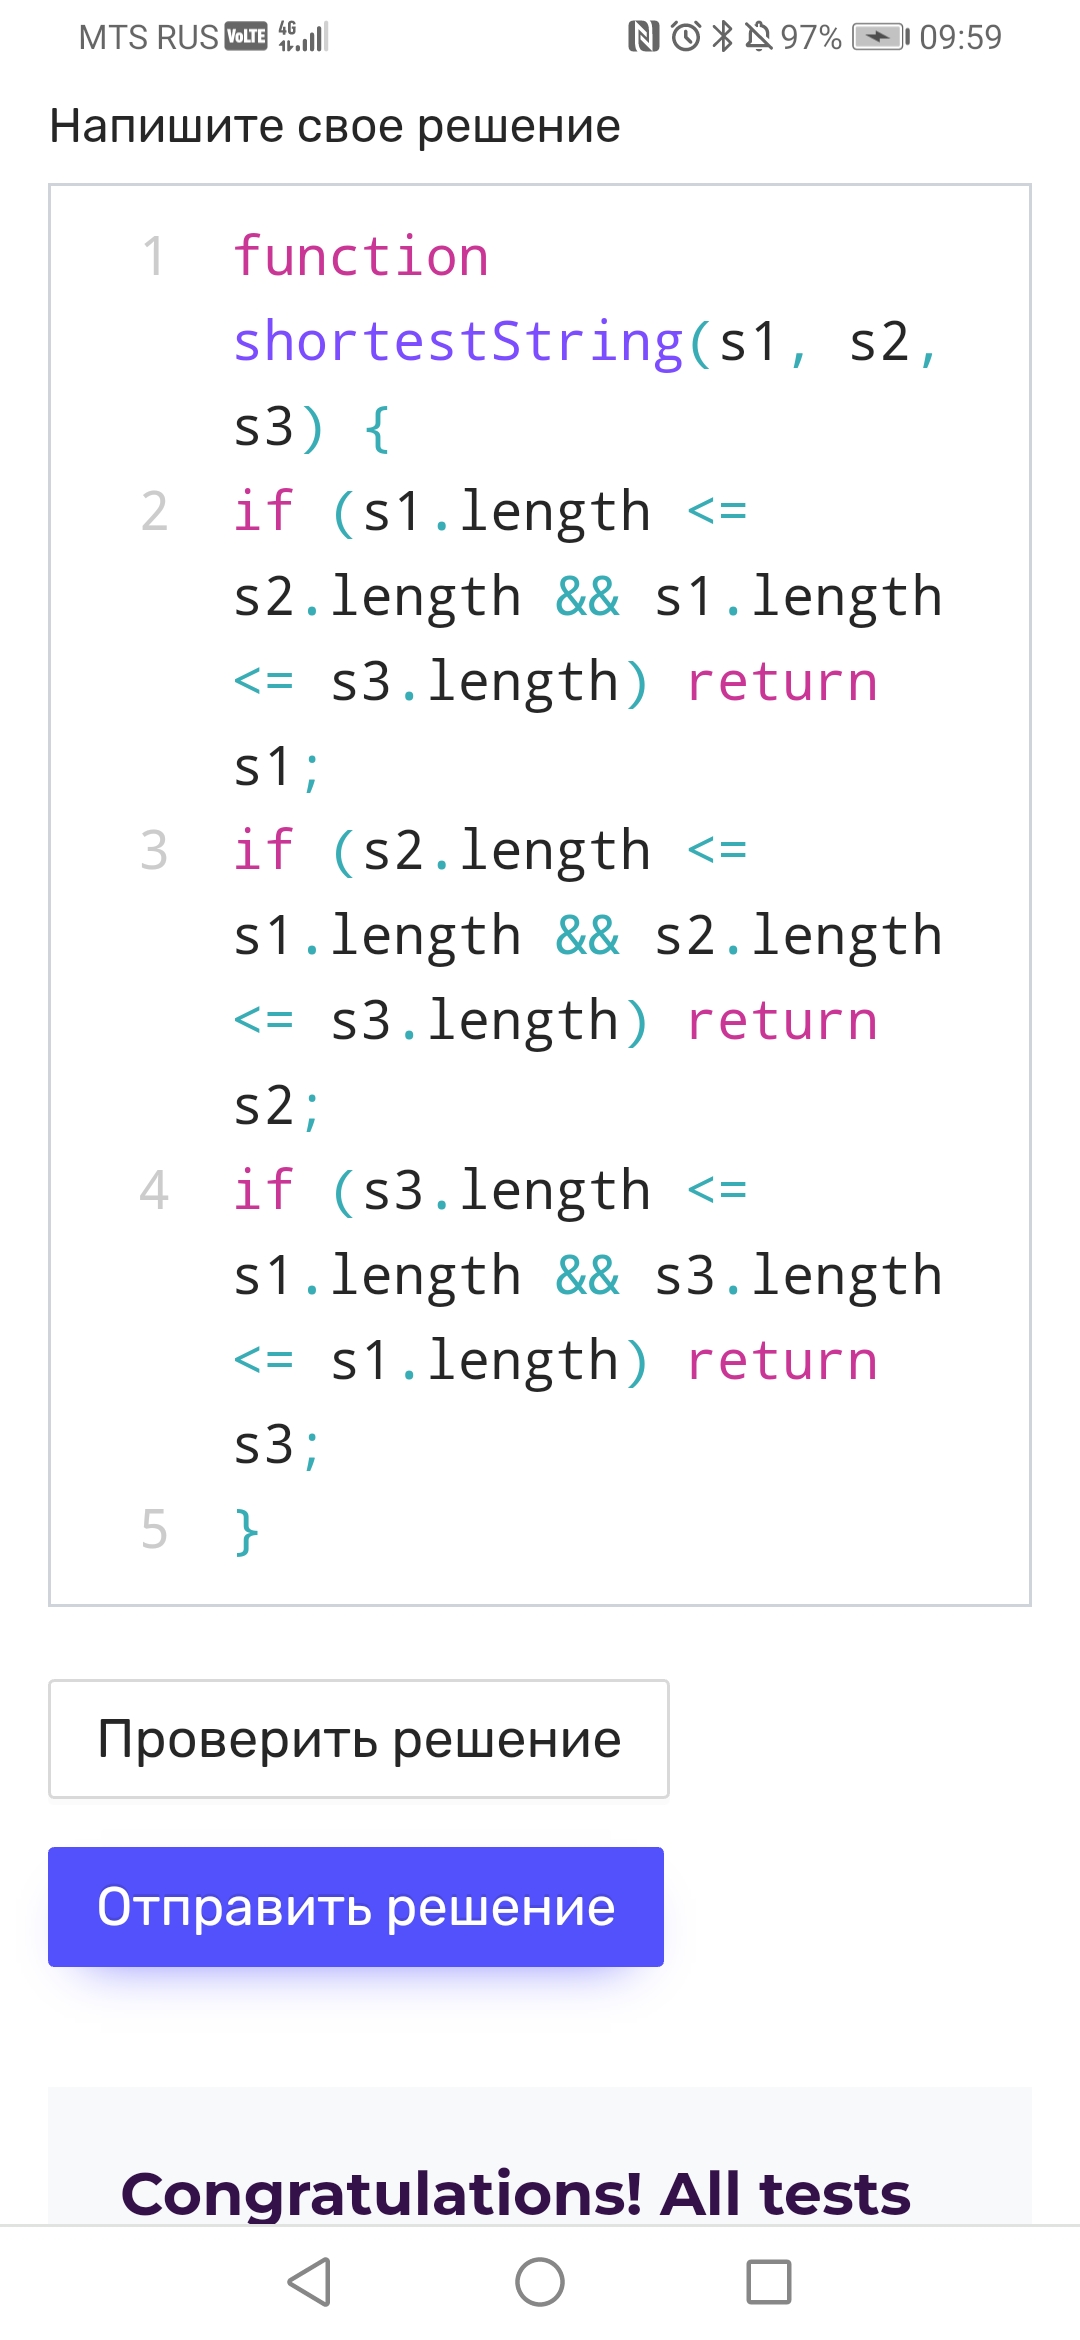 MTS RUS VoLTE 4G 97% 09:59
Напишите свое решение
1 function
shortestString(s1, s2,
s3) {
2 if (s1.length <=
s2.length && s1.length
<= s3.length) return
s1;
3 if (s2.length <=
s1.length && s2.length
<= s3.length) return
s2;
4 if (s3.length <=
s1.length && s3.length
<= s1.length) return
s3;
5 }
Проверить решение
Отправить решение
Congratulations! All tests